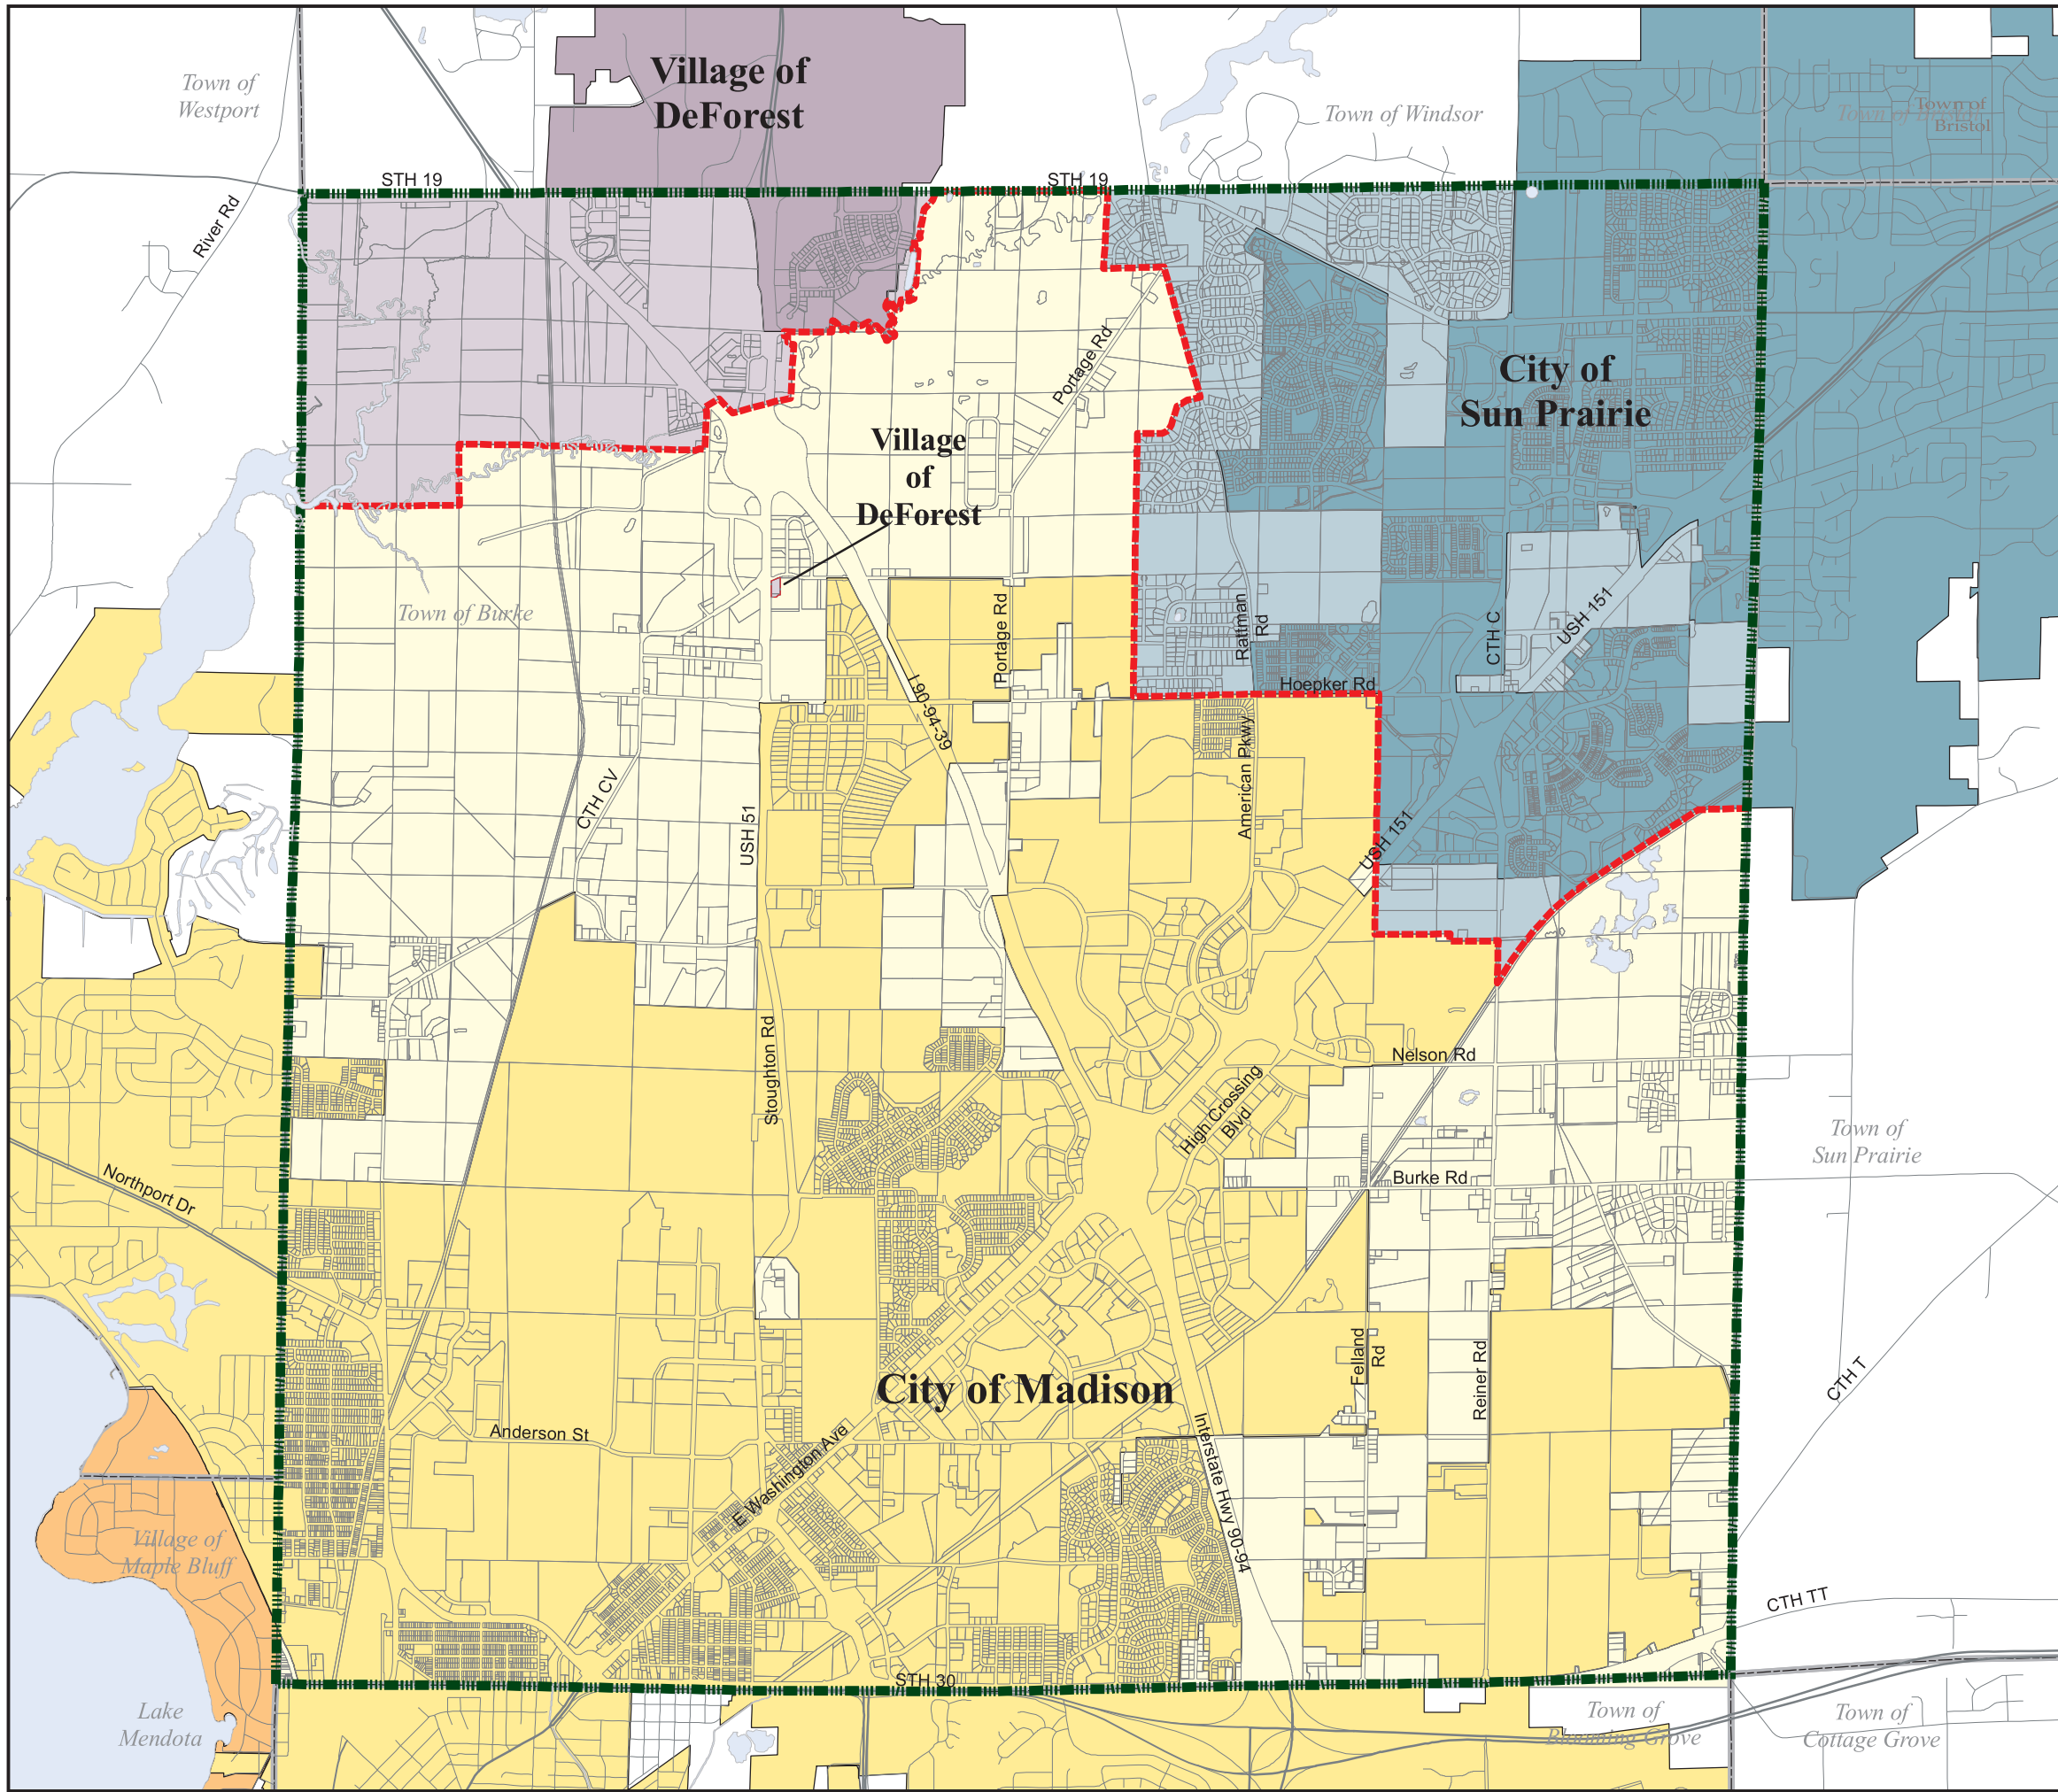 Village of
DeForest
Town of
Westport
Town of Windsor
Town of Bristol
Town of
Bristol
STH 19
STH 19
River Rd
City of
Sun Prairie
Portage Rd
Village
of
DeForest
Town of Burke
Portage Rd
Rattman
Rd
CTH C
USH 151
Hoepker Rd
I-90-94-39
American Pkwy
CTH CV
USH 51
USH 151
Stoughton Rd
Nelson Rd
High Crossing
Blvd
Town of
Sun Prairie
Burke Rd
Northport Dr
Felland
Rd
Reiner Rd
CTH T
City of Madison
Anderson St
E Washington Ave
Interstate Hwy 90-94
Village of
Maple Bluff
CTH TT
STH 30
Lake
Mendota
Town of
Blooming Grove
Town of
Cottage Grove